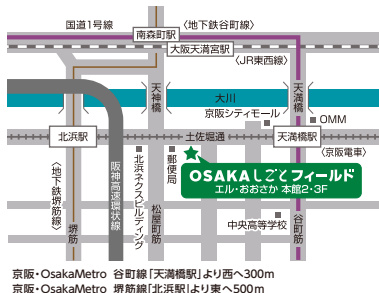 国道1号線
南森町駅
〈地下鉄谷町線〉
大阪天満宮駅
〈JR東西線〉
天神橋
大川
天満橋
京阪シティモール
OMM
北浜駅
土佐堀通
天満橋駅
〈京阪電車〉
〈地下鉄堺筋線〉
堺筋
阪神高速環状線
北浜ネクスビルディング
松屋町筋
郵便局
OSAKAしごとフィールド
エル・おおさか 本館2・3F
中央高等学校
谷町筋
京阪・OsakaMetro 谷町線「天満橋駅」より西へ300m
京阪・OsakaMetro 堺筋線「北浜駅」より東へ500m